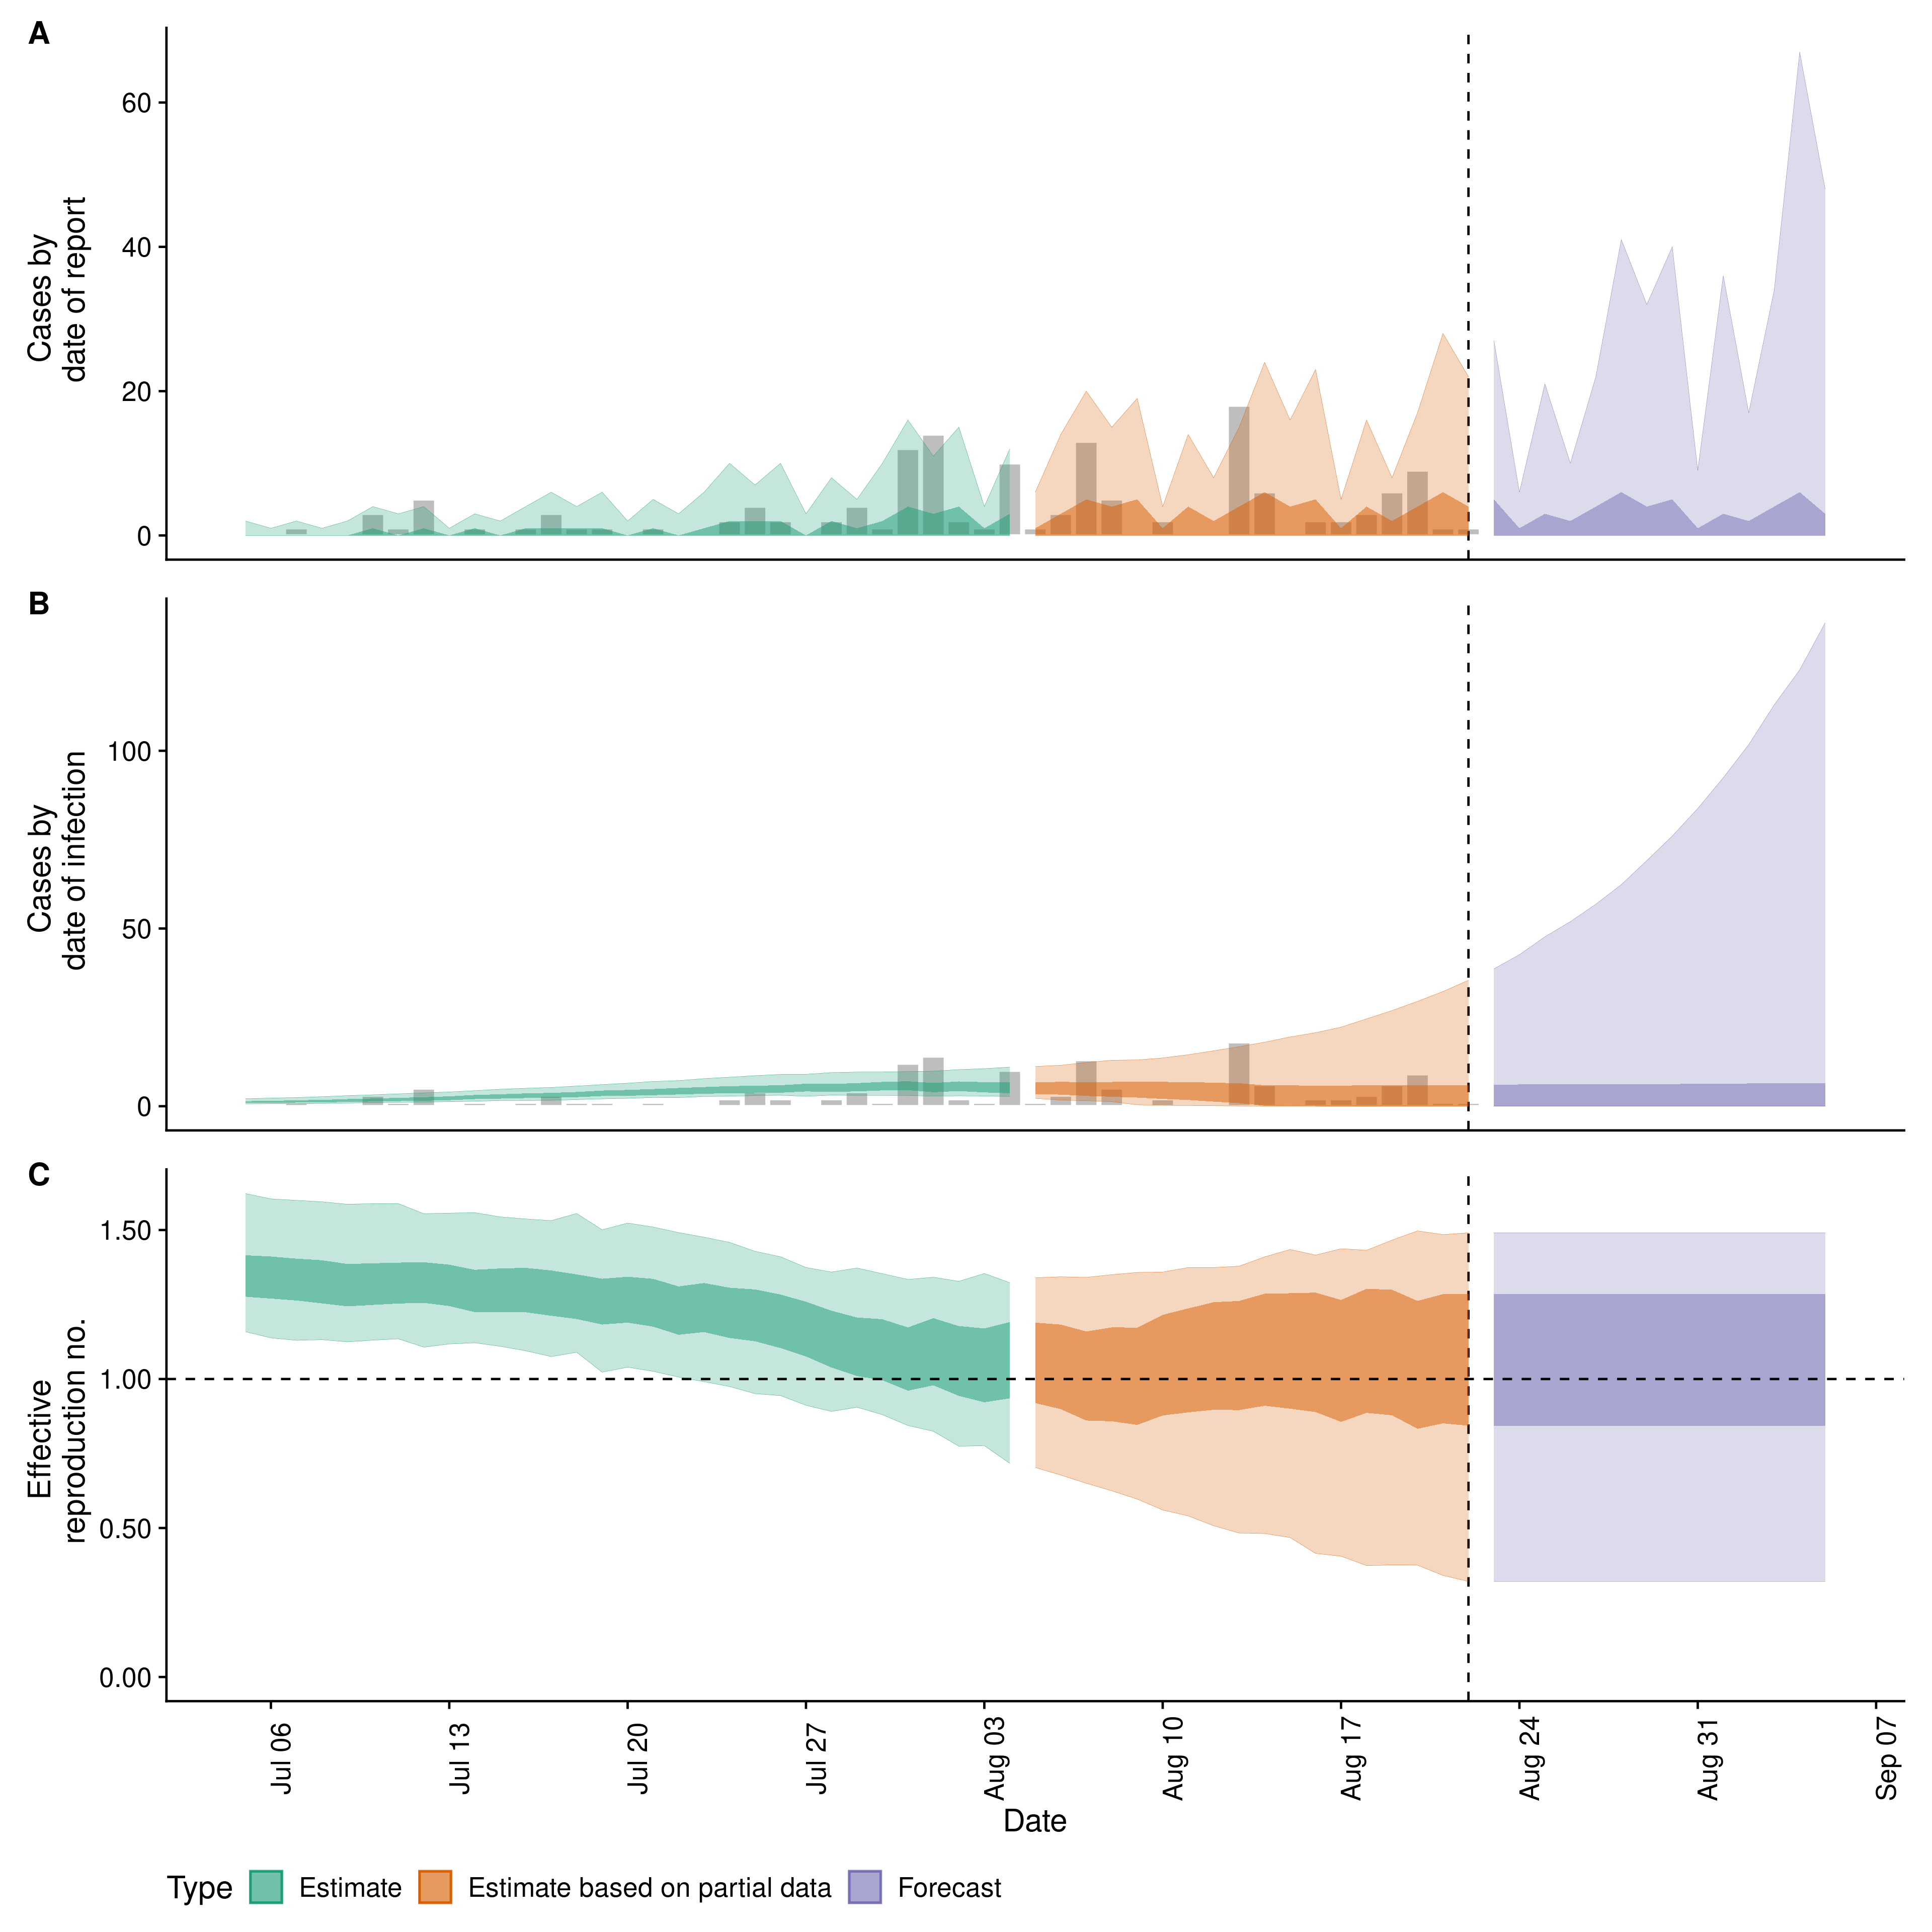 A
Cases by
date of report
60
40
20
0
B
Cases by
date of infection
100
50
0
C
Effective
reproduction no.
1.50
1.00
0.50
0.00
Jul 06
Jul 13
Jul 20
Jul 27
Aug 03
Aug 10
Aug 17
Aug 24
Aug 31
Sep 07
Date
Type Estimate Estimate based on partial data Forecast